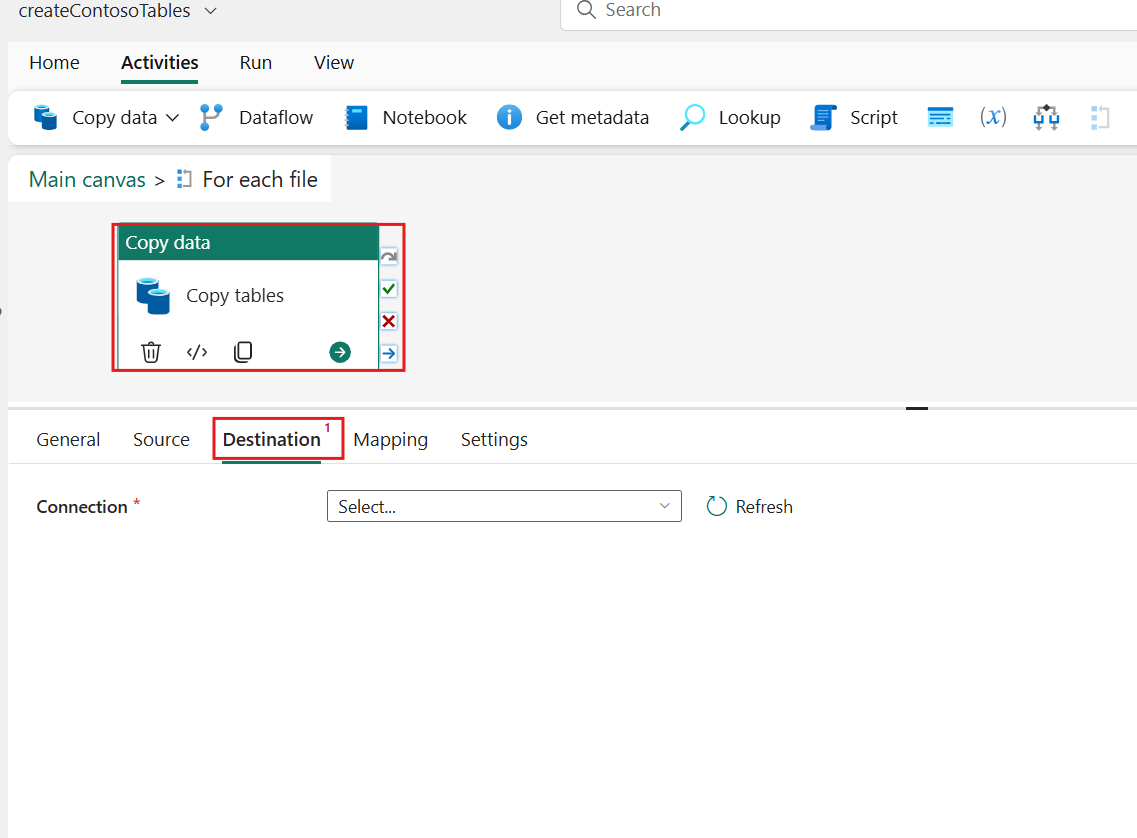 createContosoTables
Search
Home Activities Run View
Copy data Dataflow Notebook Get metadata Lookup Script (x)
Main canvas > For each file
Copy data
Copy tables
General Source Destination 1 Mapping Settings
Connection * Select... Refresh